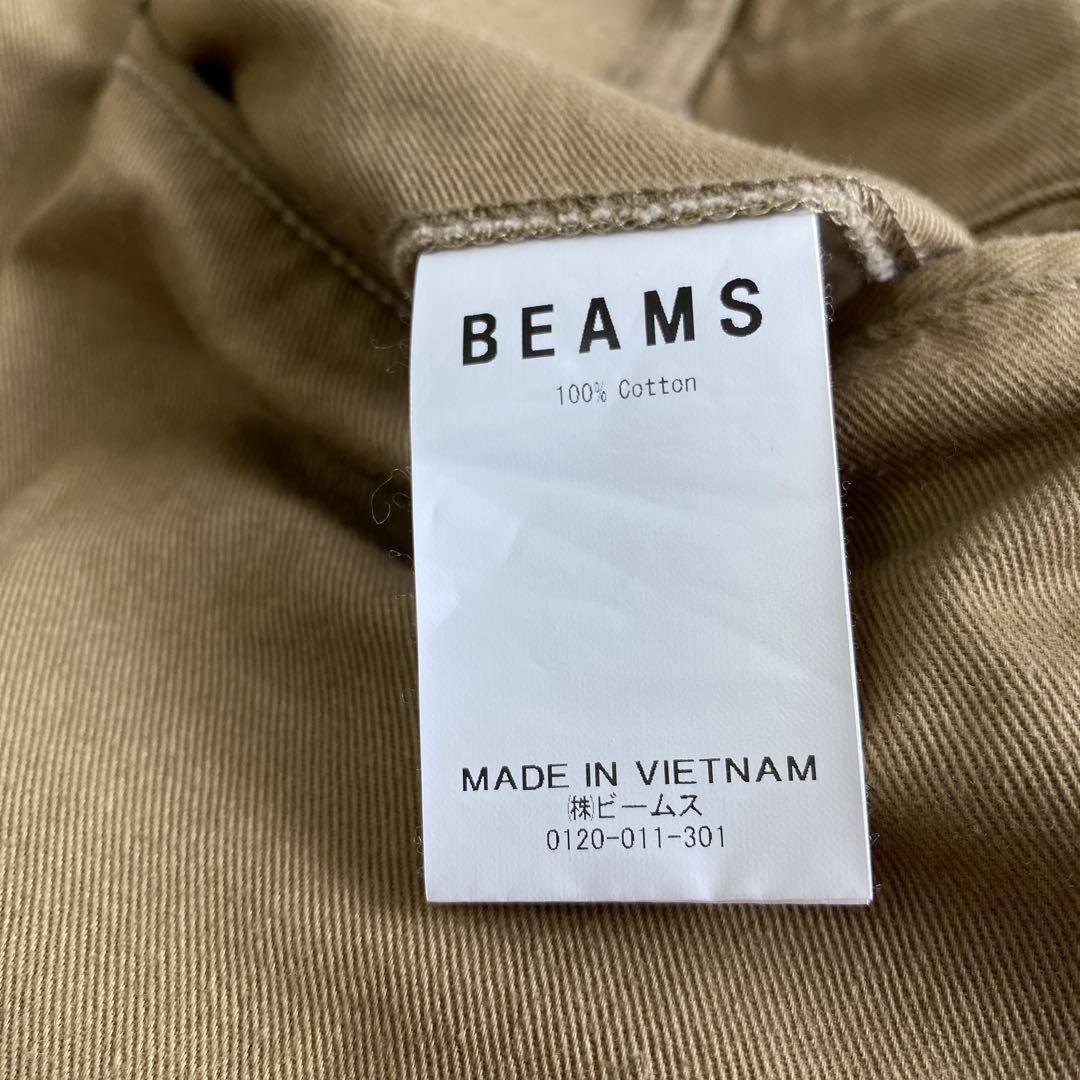 BEAMS
100% Cotton
MADE IN VIETNAM
㈱ビームス
0120-011-301